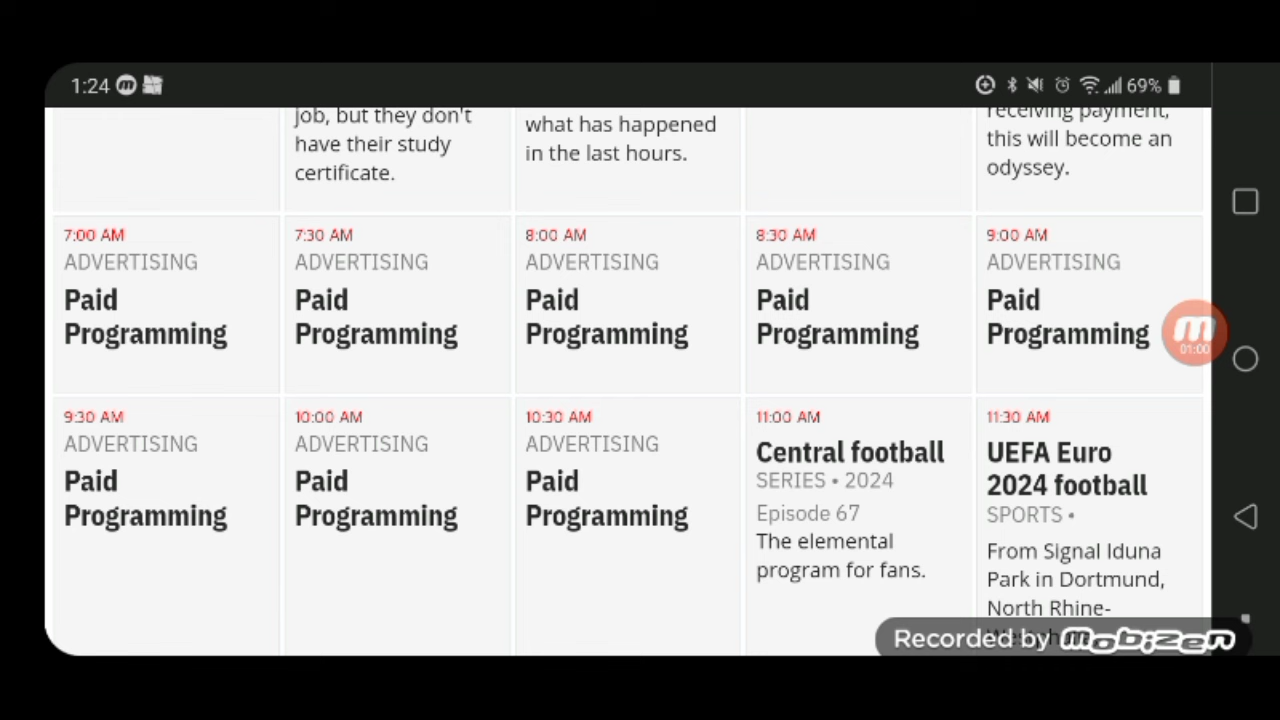 1:24
69%
job, but they don't
have their study
certificate.
what has happened
in the last hours.
receiving payment,
this will become an
odyssey.
7:00 AM
ADVERTISING
Paid
Programming
7:30 AM
ADVERTISING
Paid
Programming
8:00 AM
ADVERTISING
Paid
Programming
8:30 AM
ADVERTISING
Paid
Programming
9:00 AM
ADVERTISING
Paid
Programming
01:00
9:30 AM
ADVERTISING
Paid
Programming
10:00 AM
ADVERTISING
Paid
Programming
10:30 AM
ADVERTISING
Paid
Programming
11:00 AM
Central football
SERIES • 2024
Episode 67
The elemental
program for fans.
11:30 AM
UEFA Euro
2024 football
SPORTS •
From Signal Iduna
Park in Dortmund,
North Rhine-
Recorded by Mobizen